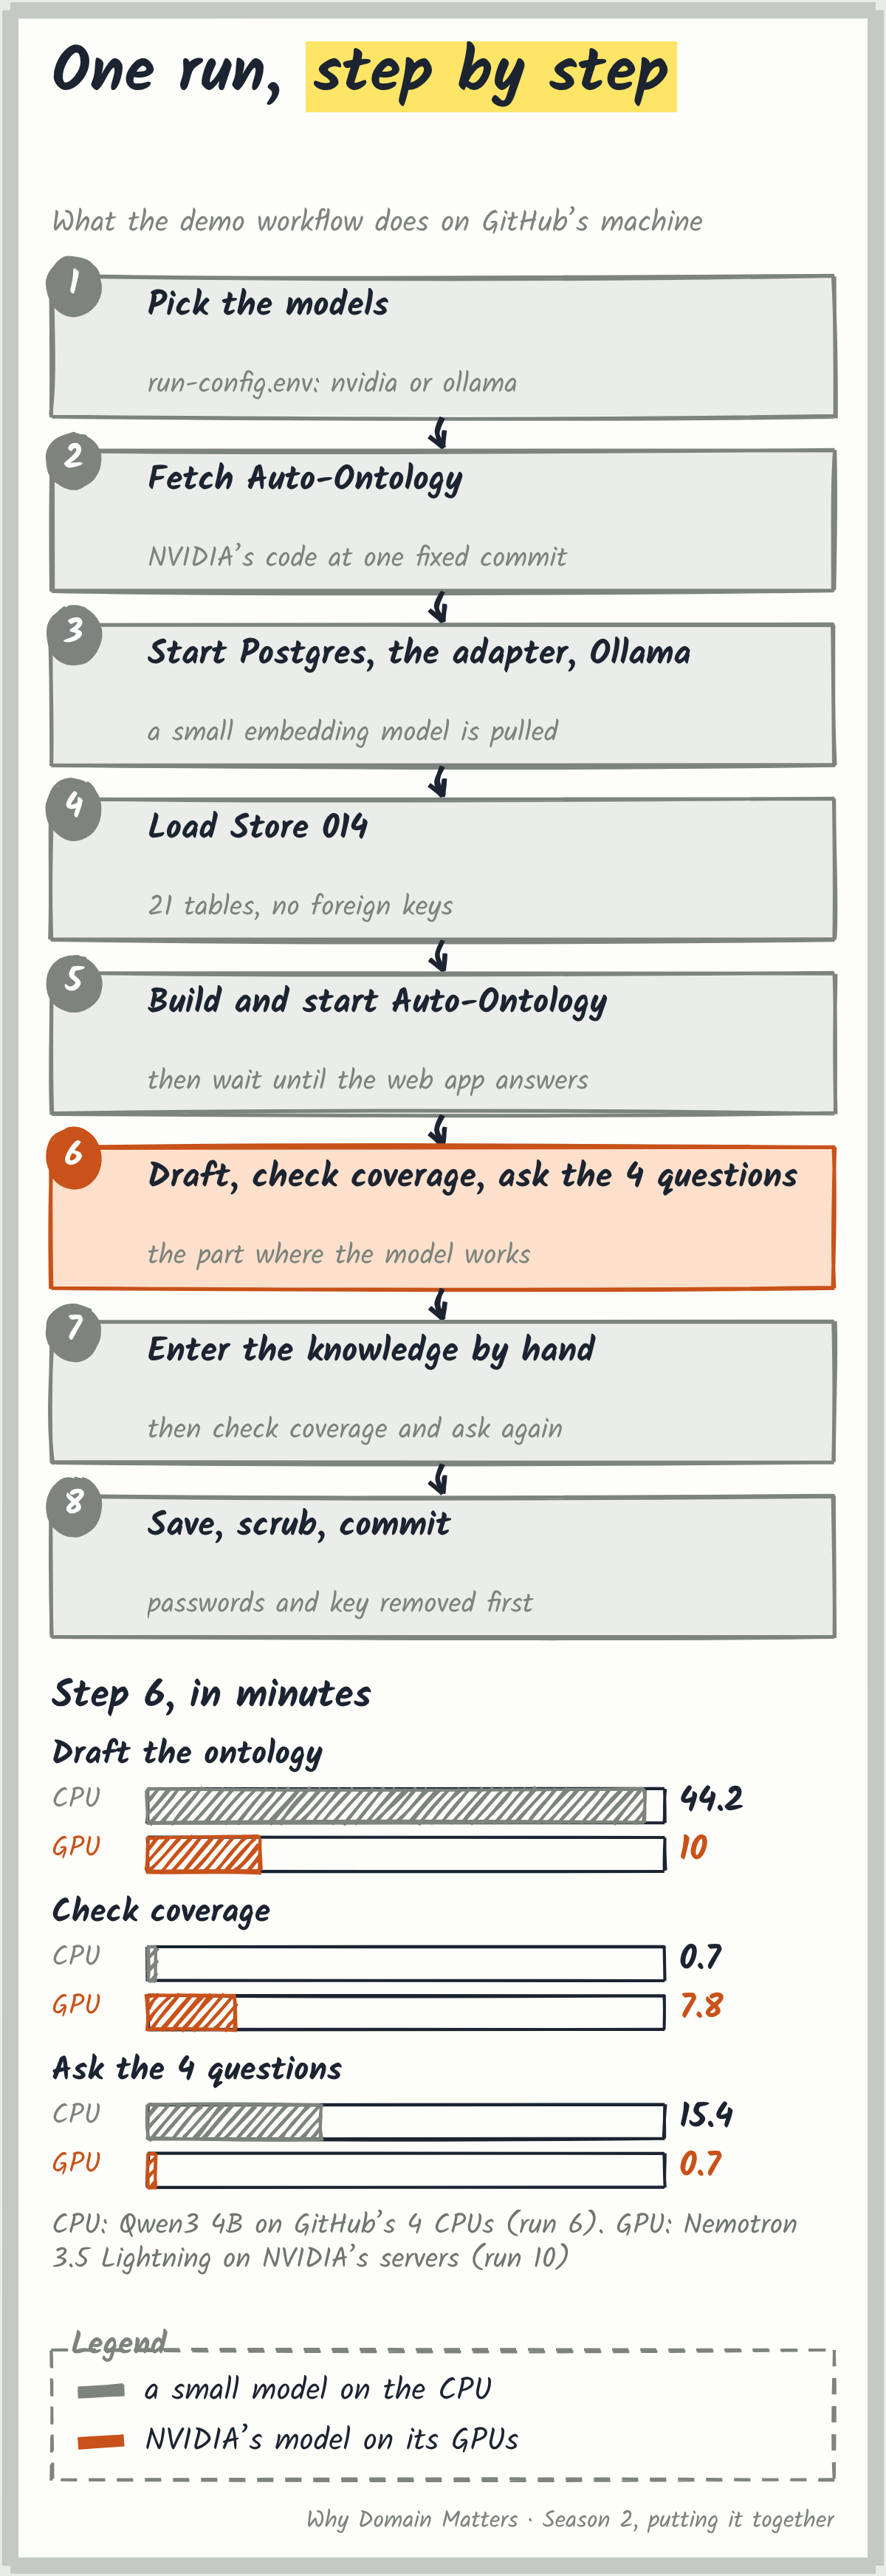 One run, step by step
What the demo workflow does on GitHub’s machine
1
Pick the models
run-config.env: nvidia or ollama
2
Fetch Auto-Ontology
NVIDIA’s code at one fixed commit
3
Start Postgres, the adapter, Ollama
a small embedding model is pulled
4
Load Store 014
21 tables, no foreign keys
5
Build and start Auto-Ontology
then wait until the web app answers
6
Draft, check coverage, ask the 4 questions
the part where the model works
7
Enter the knowledge by hand
then check coverage and ask again
8
Save, scrub, commit
passwords and key removed first
Step 6, in minutes
Draft the ontology
CPU 44.2
GPU 10
Check coverage
CPU 0.7
GPU 7.8
Ask the 4 questions
CPU 15.4
GPU 0.7
CPU: Qwen3 4B on GitHub’s 4 CPUs (run 6). GPU: Nemotron
3.5 Lightning on NVIDIA’s servers (run 10)
Legend
a small model on the CPU
NVIDIA’s model on its GPUs
Why Domain Matters · Season 2, putting it together